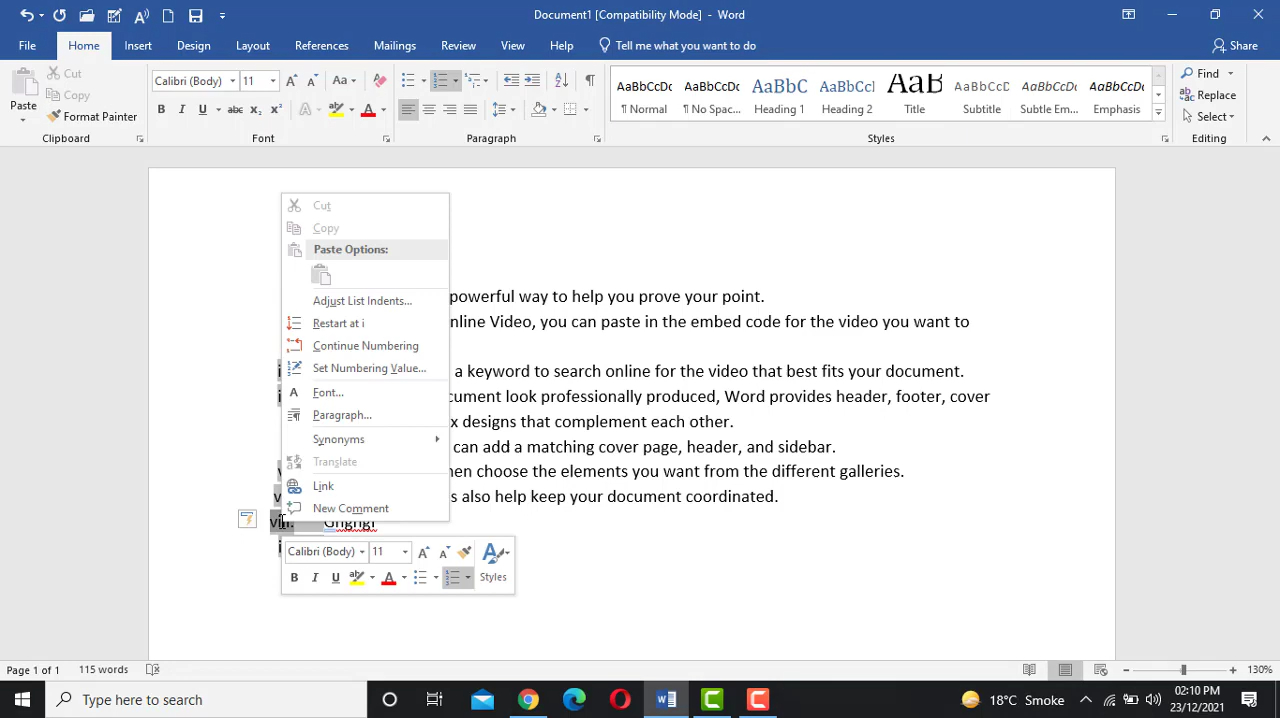 Document1 [Compatibility Mode] - Word
File Home Insert Design Layout References Mailings Review View Help Tell me what you want to do Share
Paste Cut Copy Format Painter
Clipboard
Calibri (Body) 11
Font
Paragraph
AaBbCcDc AaBbCcDc AaBbC AaBbCcI AaB AaBbCcD AaBbCcDc AaBbCcDc
¶ Normal ¶ No Spac... Heading 1 Heading 2 Title Subtitle Subtle Em... Emphasis
Styles
Find
Replace
Select
Editing
Cut
Copy
Paste Options:
Adjust List Indents...
Restart at i
Continue Numbering
Set Numbering Value...
Font...
Paragraph...
Synonyms
Translate
Link
New Comment
powerful way to help you prove your point.
nline Video, you can paste in the embed code for the video you want to
a keyword to search online for the video that best fits your document.
cument look professionally produced, Word provides header, footer, cover
x designs that complement each other.
can add a matching cover page, header, and sidebar.
hen choose the elements you want from the different galleries.
s also help keep your document coordinated.
viii.
Calibri (Body) 11
B I U Styles
Page 1 of 1 115 words 130%
Type here to search
18°C Smoke
02:10 PM
23/12/2021